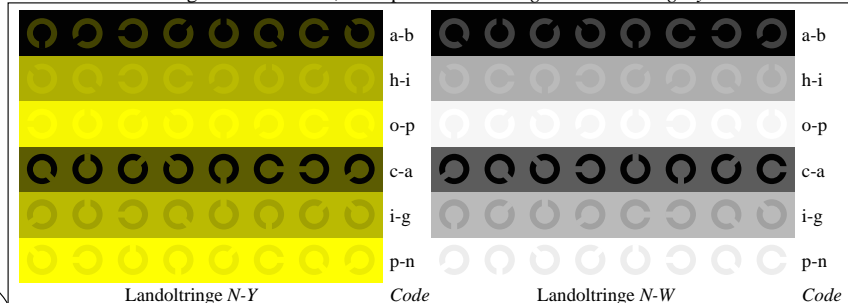 a-b a-b
h-i h-i
o-p o-p
c-a c-a
i-g i-g
p-n p-n
Landoltringe N-Y Code Landoltringe N-W Code